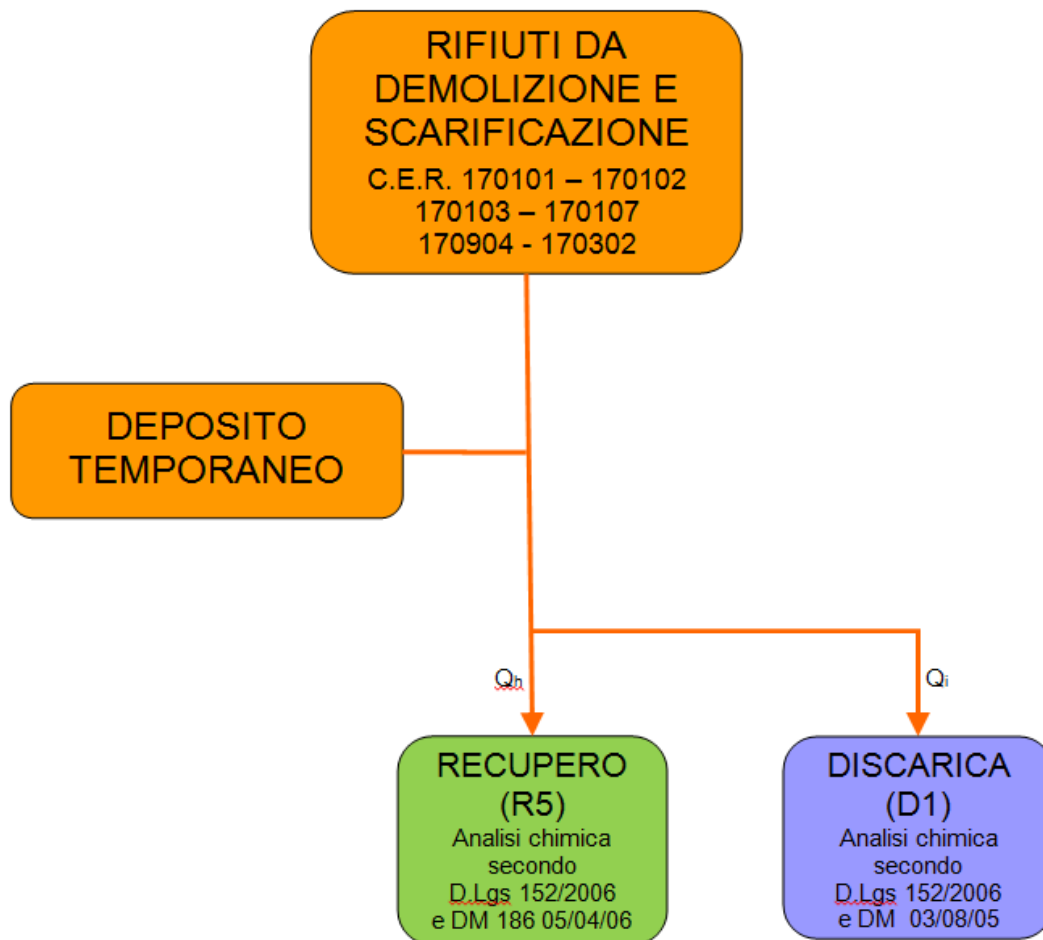 RIFIUTI DA
DEMOLIZIONE E
SCARIFICAZIONE
C.E.R. 170101 – 170102
170103 – 170107
170904 - 170302
DEPOSITO
TEMPORANEO
Qh
Qi
RECUPERO
(R5)
Analisi chimica
secondo
D.Lgs 152/2006
e DM 186 05/04/06
DISCARICA
(D1)
Analisi chimica
secondo
D.Lgs 152/2006
e DM 03/08/05